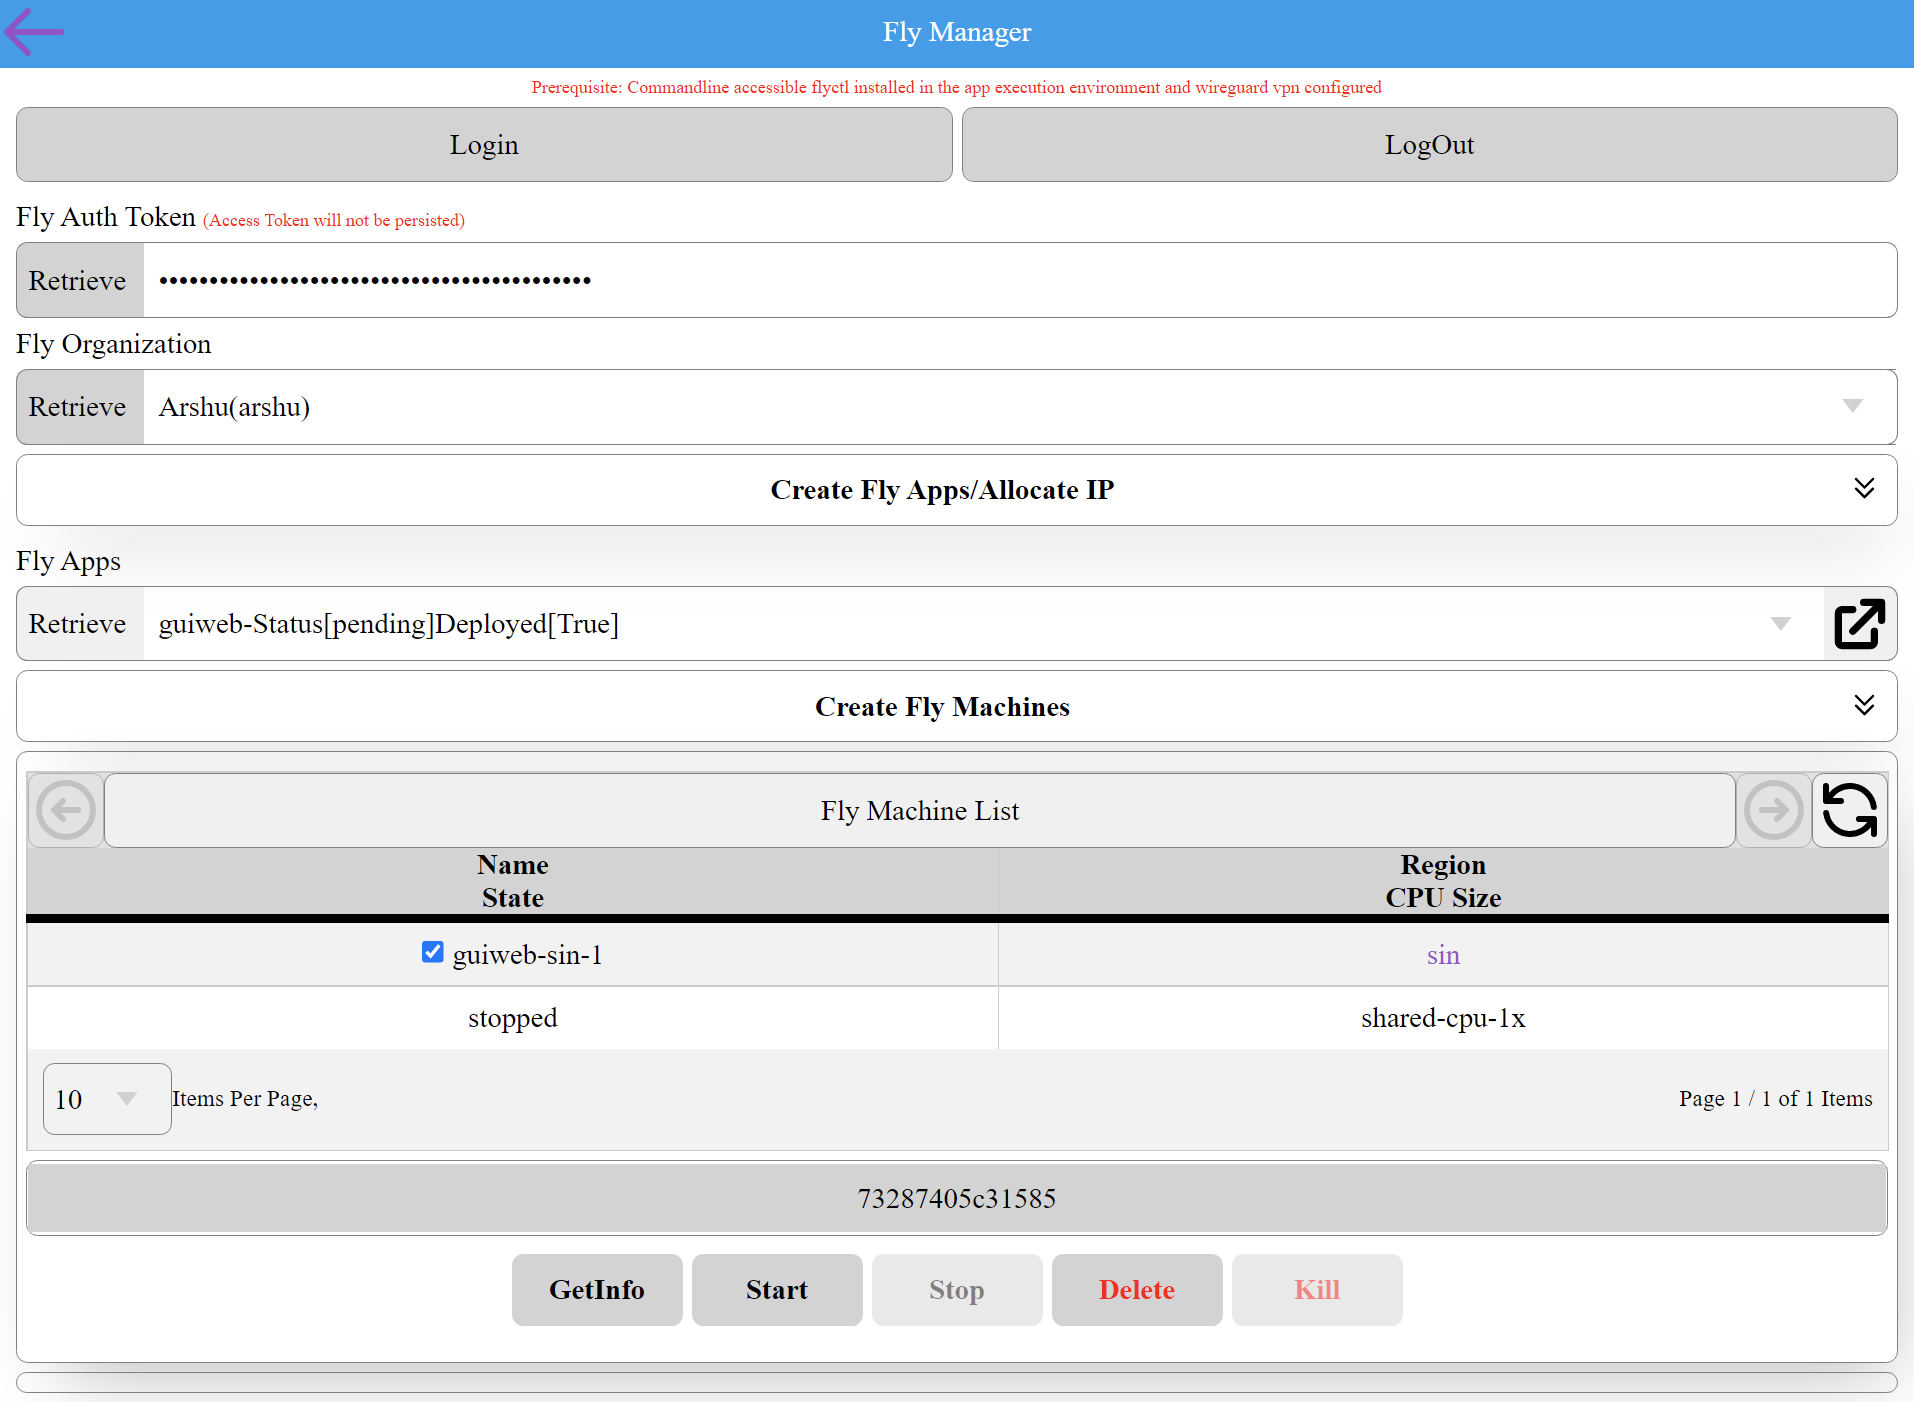 Fly Manager
Prerequisite: Commandline accessible flyctl installed in the app execution environment and wireguard vpn configured
Login
LogOut
Fly Auth Token (Access Token will not be persisted)
Retrieve •••••••••••••••••••••••••••••••••••••••••••
Fly Organization
Retrieve Arshu(arshu)
Create Fly Apps/Allocate IP
Fly Apps
Retrieve guiweb-Status[pending]Deployed[True]
Create Fly Machines
Fly Machine List
Name Region
State CPU Size
guiweb-sin-1 sin
stopped shared-cpu-1x
10 Items Per Page, Page 1 / 1 of 1 Items
73287405c31585
GetInfo Start Stop Delete Kill